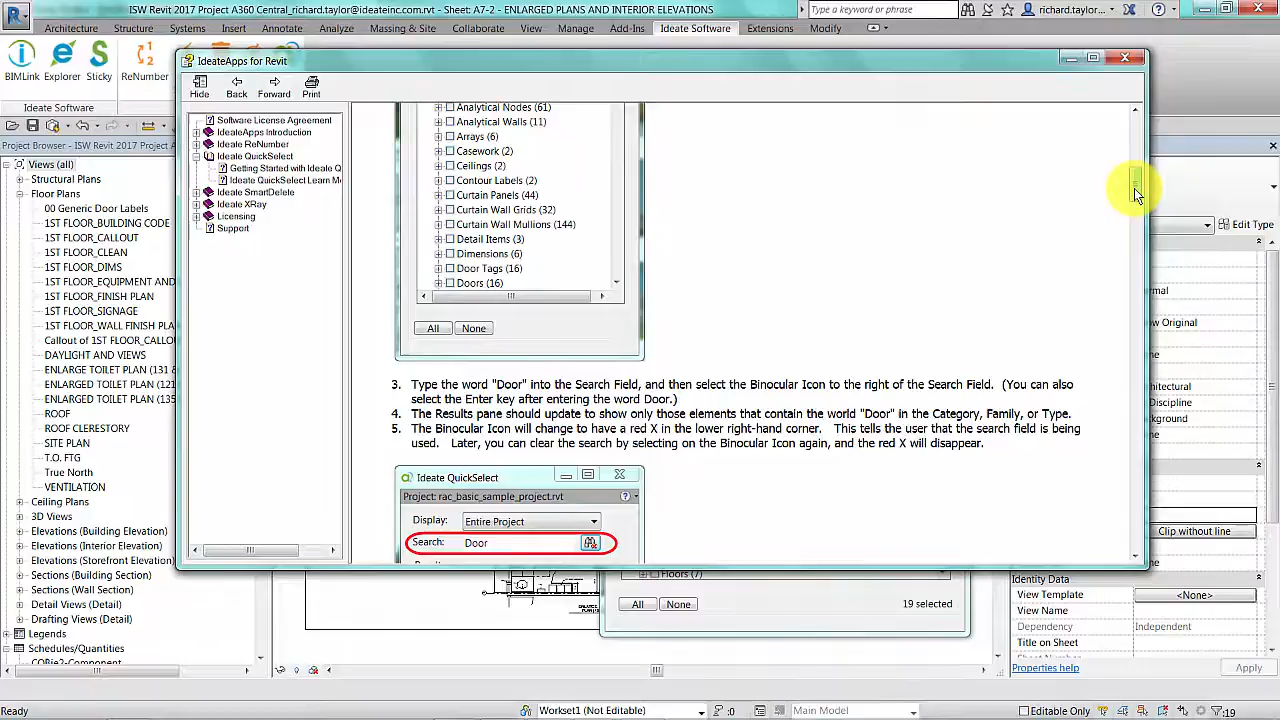 ISW Revit 2017 Project A360 Central_richard.taylor@ideateinc.com.rvt - Sheet: A7-2 - ENLARGED PLANS AND INTERIOR ELEVATIONS
Type a keyword or phrase
richard.taylor...
Architecture Structure Systems Insert Annotate Analyze Massing & Site Collaborate View Manage Add-Ins Ideate Software Extensions Modify
BIMLink Explorer Sticky ReNumber
Ideate Software
IdeateApps for Revit
Hide Back Forward Print
Project Browser - ISW Revit 2017 Project A
Views (all)
Structural Plans
Floor Plans
00 Generic Door Labels
1ST FLOOR_BUILDING CODE
1ST FLOOR_CALLOUT
1ST FLOOR_CLEAN
1ST FLOOR_DIMS
1ST FLOOR_EQUIPMENT AND
1ST FLOOR_FINISH PLAN
1ST FLOOR_SIGNAGE
1ST FLOOR_WALL FINISH PLA
Callout of 1ST FLOOR_CALLO
DAYLIGHT AND VIEWS
ENLARGE TOILET PLAN (131 &
ENLARGED TOILET PLAN (121
ENLARGED TOILET PLANS
ROOF
ROOF CLERESTORY
SITE PLAN
T.O. FTG
True North
VENTILATION
Ceiling Plans
3D Views
Elevations (Building Elevation)
Elevations (Interior Elevation)
Elevations (Storefront Elevation)
Sections (Building Section)
Sections (Wall Section)
Detail Views (Detail)
Drafting Views (Detail)
Legends
Schedules/Quantities
COBie2-Component
Software License Agreement
IdeateApps Introduction
Ideate ReNumber
Ideate QuickSelect
Getting Started with Ideate Q
Ideate QuickSelect Learn M
Ideate SmartDelete
Ideate XRay
Licensing
Support
Analytical Nodes (61)
Analytical Walls (11)
Arrays (6)
Casework (2)
Ceilings (2)
Contour Labels (2)
Curtain Panels (44)
Curtain Wall Grids (32)
Curtain Wall Mullions (144)
Detail Items (3)
Dimensions (6)
Door Tags (16)
Doors (16)
All None
3. Type the word "Door" into the Search Field, and then select the Binocular Icon to the right of the Search Field. (You can also
select the Enter key after entering the word Door.)
4. The Results pane should update to show only those elements that contain the world "Door" in the Category, Family, or Type.
5. The Binocular Icon will change to have a red X in the lower right-hand corner. This tells the user that the search field is being
used. Later, you can clear the search by selecting on the Binocular Icon again, and the red X will disappear.
Ideate QuickSelect
Project: rac_basic_sample_project.rvt
Display: Entire Project
Search: Door
Floors (7)
All None 19 selected
Edit Type
Clip without line
Identity Data
View Template <None>
View Name
Dependency Independent
Title on Sheet
Properties help Apply
Ready
Workset1 (Not Editable) :0 Main Model Editable Only :19